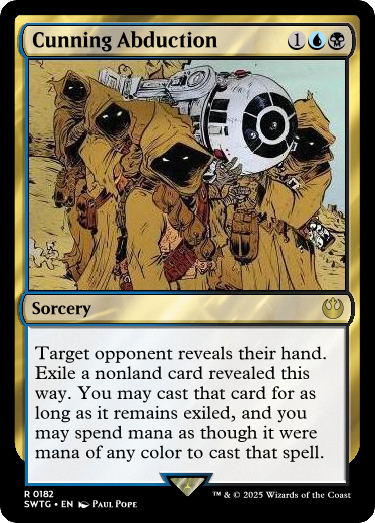 Cunning Abduction 1
Sorcery
Target opponent reveals their hand.
Exile a nonland card revealed this
way. You may cast that card for as
long as it remains exiled, and you
may spend mana as though it were
mana of any color to cast that spell.
R 0182
SWTG • EN Paul Pope
™ & © 2025 Wizards of the Coast